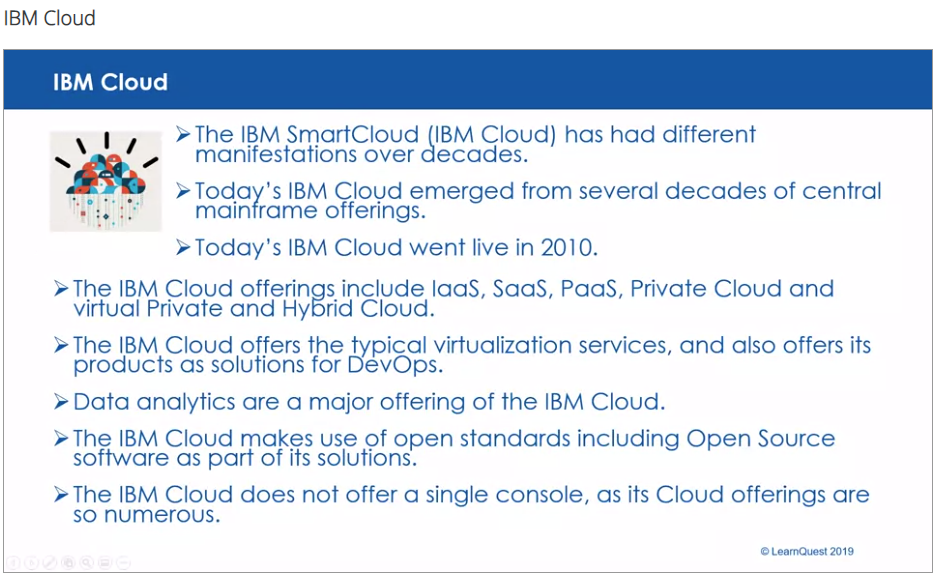 IBM Cloud
IBM Cloud
➢The IBM SmartCloud (IBM Cloud) has had different
manifestations over decades.
➢Today’s IBM Cloud emerged from several decades of central
mainframe offerings.
➢Today’s IBM Cloud went live in 2010.
➢The IBM Cloud offerings include IaaS, SaaS, PaaS, Private Cloud and
virtual Private and Hybrid Cloud.
➢The IBM Cloud offers the typical virtualization services, and also offers its
products as solutions for DevOps.
➢Data analytics are a major offering of the IBM Cloud.
➢The IBM Cloud makes use of open standards including Open Source
software as part of its solutions.
➢The IBM Cloud does not offer a single console, as its Cloud offerings are
so numerous.
© LearnQuest 2019